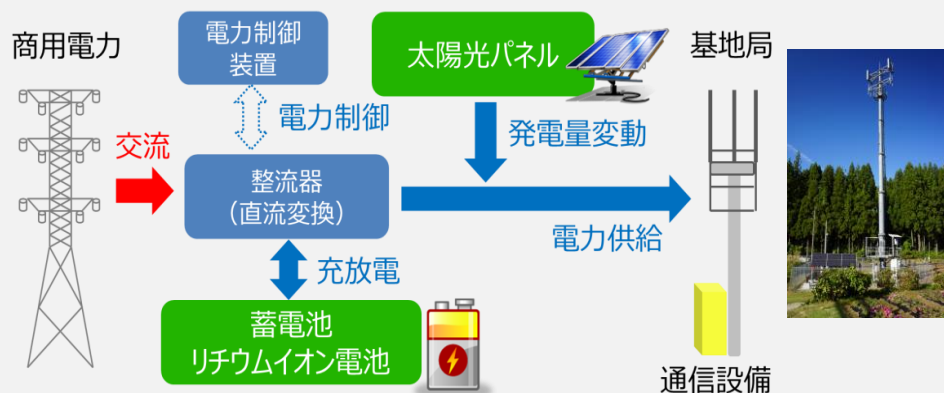 商用電力
電力制御
装置
太陽光パネル
基地局
電力制御
発電量変動
交流
整流器
（直流変換）
電力供給
充放電
蓄電池
リチウムイオン電池
通信設備